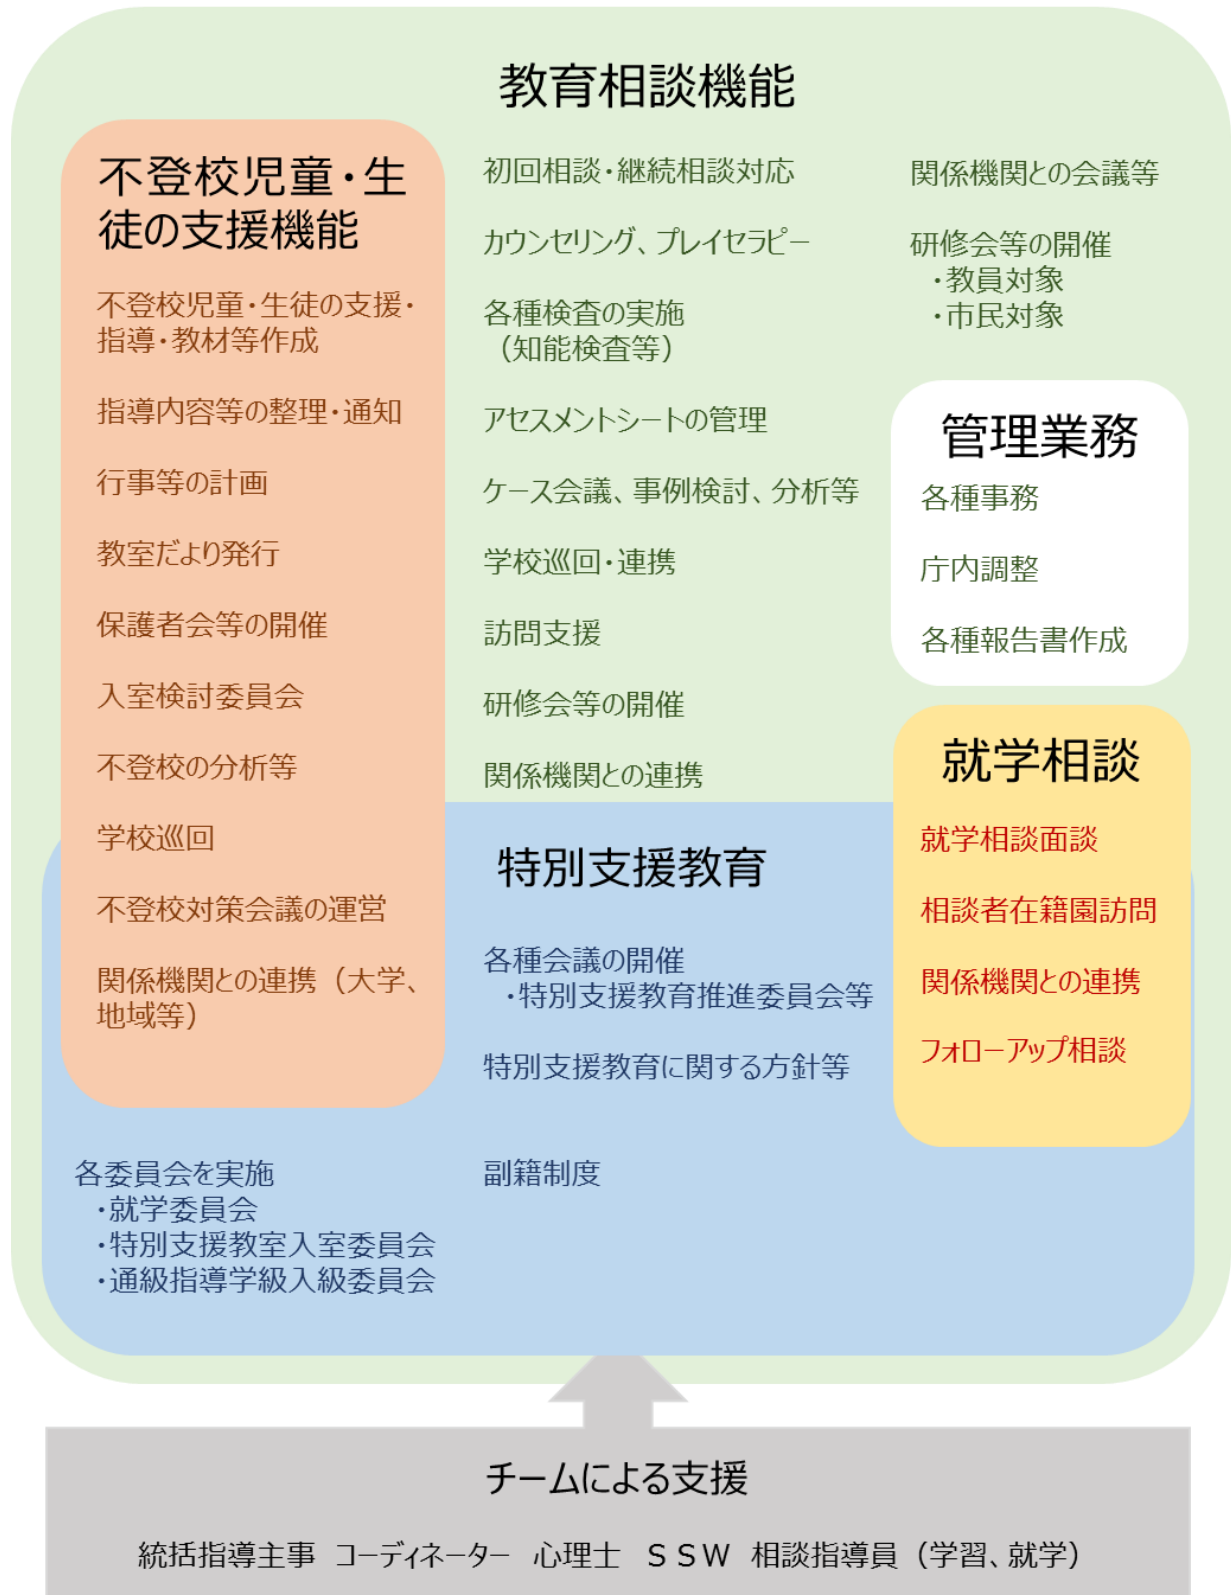 教育相談機能
不登校児童・生
徒の支援機能
不登校児童・生徒の支援・
指導・教材等作成
指導内容等の整理・通知
行事等の計画
教室だより発行
保護者会等の開催
入室検討委員会
不登校の分析等
学校巡回
不登校対策会議の運営
関係機関との連携（大学、
地域等）
初回相談・継続相談対応
カウンセリング、プレイセラピー
各種検査の実施
（知能検査等）
アセスメントシートの管理
ケース会議、事例検討、分析等
学校巡回・連携
訪問支援
研修会等の開催
関係機関との連携
関係機関との会議等
研修会等の開催
・教員対象
・市民対象
管理業務
各種事務
庁内調整
各種報告書作成
就学相談
就学相談面談
相談者在籍園訪問
関係機関との連携
フォローアップ相談
特別支援教育
各種会議の開催
・特別支援教育推進委員会等
特別支援教育に関する方針等
副籍制度
各委員会を実施
・就学委員会
・特別支援教室入室委員会
・通級指導学級入級委員会
チームによる支援
統括指導主事 コーディネーター 心理士 ＳＳＷ 相談指導員（学習、就学）